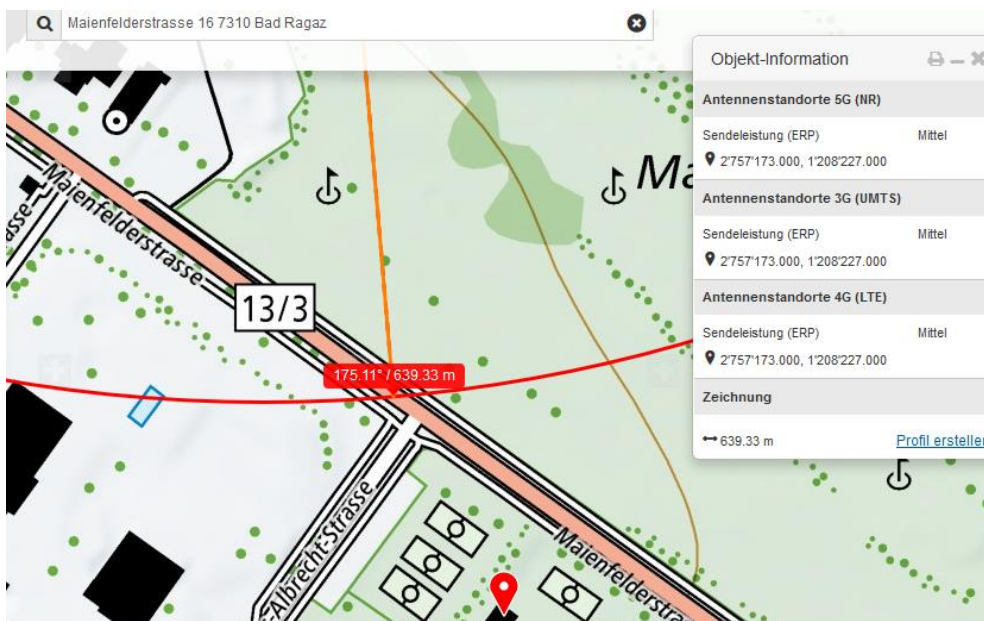 Maienfelderstrasse 16 7310 Bad Ragaz
Objekt-Information
Antennenstandorte 5G (NR)
Sendeleistung (ERP) Mittel
2'757'173.000, 1'208'227.000
Antennenstandorte 3G (UMTS)
Sendeleistung (ERP) Mittel
2'757'173.000, 1'208'227.000
Antennenstandorte 4G (LTE)
Sendeleistung (ERP) Mittel
2'757'173.000, 1'208'227.000
Zeichnung
639.33 m Profil erstellen
Ma
Maienfelderstrasse
asse
13/3
175.11° / 639.33 m
Albrecht-Strasse
Maienfelderstra